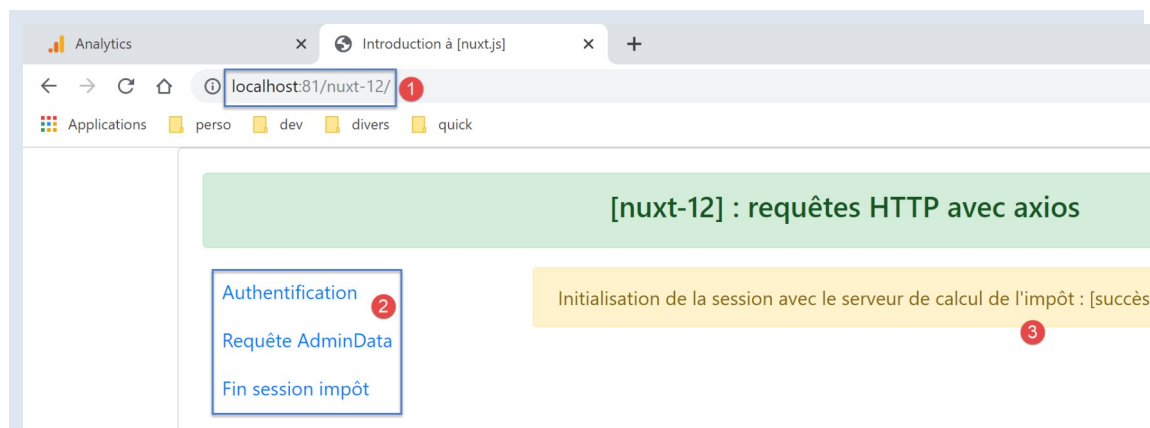 Analytics
Introduction à [nuxt.js]
localhost:81/nuxt-12/ 1
Applications perso dev divers quick
[nuxt-12] : requêtes HTTP avec axios
Authentification
2
Requête AdminData
Fin session impôt
Initialisation de la session avec le serveur de calcul de l'impôt : [succès
3